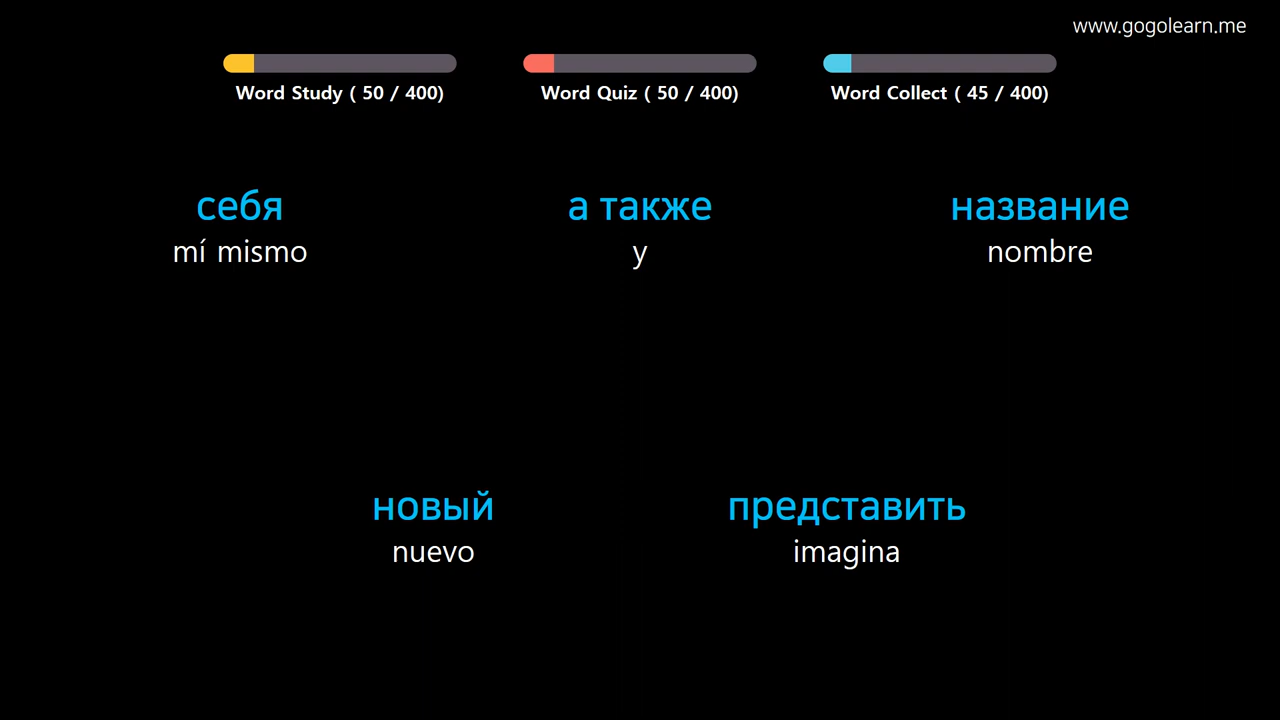 www.gogolearn.me
Word Study ( 50 / 400)
Word Quiz ( 50 / 400)
Word Collect ( 45 / 400)
себя
mí mismo
а также
y
название
nombre
новый
nuevo
представить
imagina